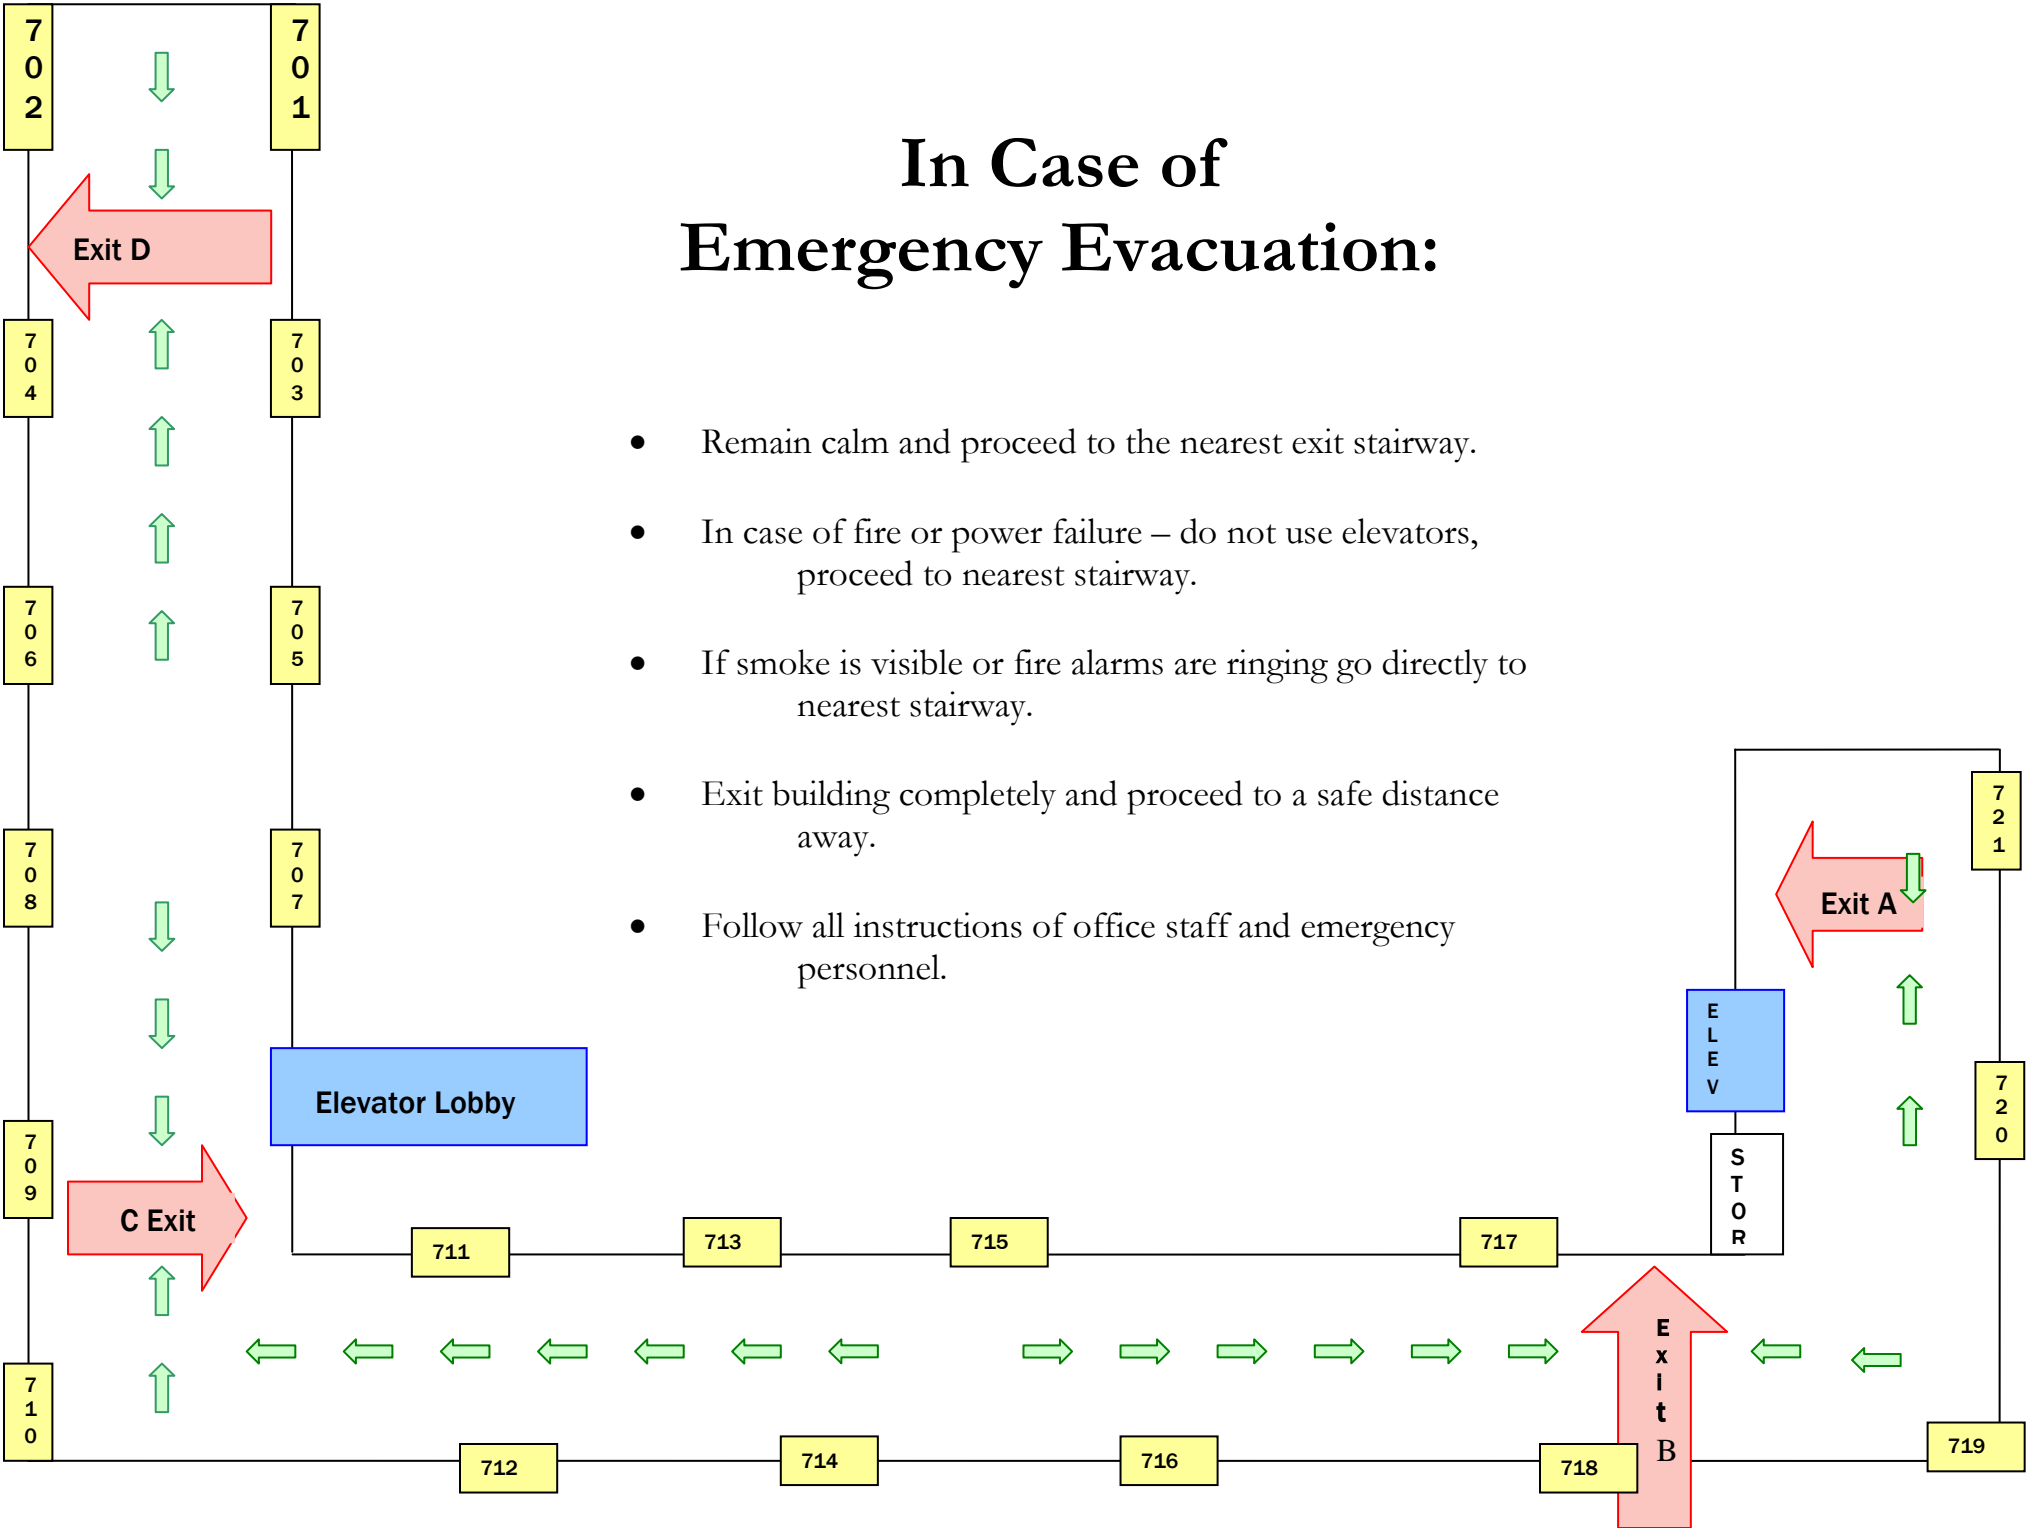 702
701
In Case of
Emergency Evacuation:
Exit D
704
703
• Remain calm and proceed to the nearest exit stairway.
• In case of fire or power failure – do not use elevators,
proceed to nearest stairway.
706
705
• If smoke is visible or fire alarms are ringing go directly to
nearest stairway.
• Exit building completely and proceed to a safe distance
away.
721
708
707
Exit A
• Follow all instructions of office staff and emergency
personnel.
ELEV
Elevator Lobby
720
709
STOR
C Exit
711
713
715
717
Exit B
710
712
714
716
718
719